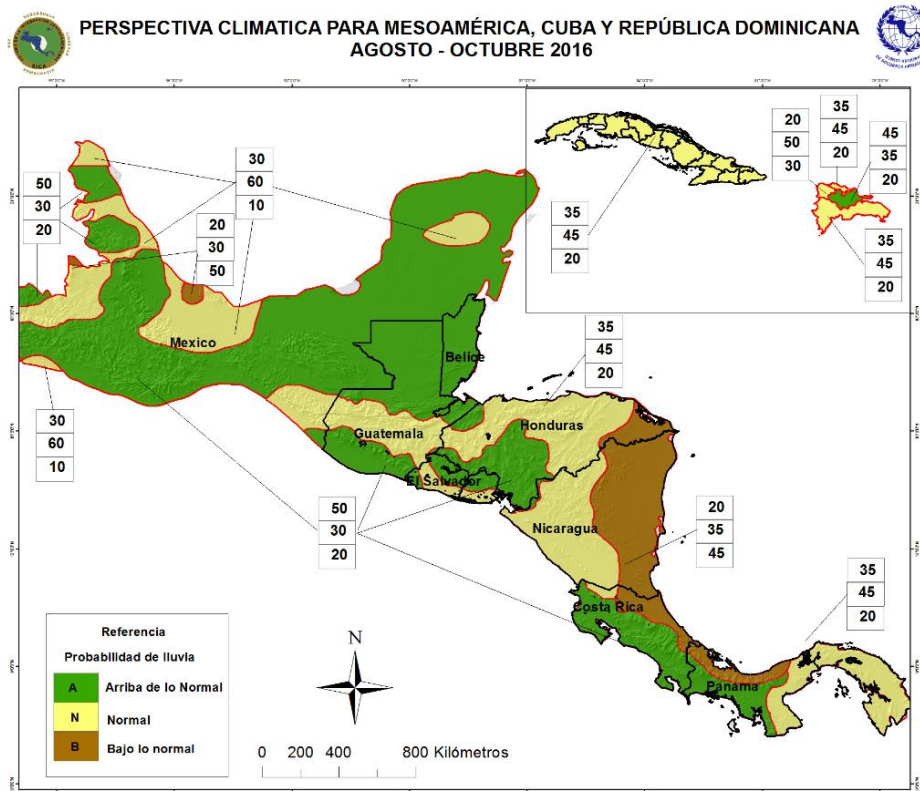 PERSPECTIVA CLIMATICA PARA MESOAMÉRICA, CUBA Y REPÚBLICA DOMINICANA
AGOSTO - OCTUBRE 2016
SICA
20
50
30
35
45
20
45
35
20
35
45
20
35
45
20
30
60
10
50
30
20
20
30
50
Mexico
Belice
35
45
20
30
60
10
Guatemala
Honduras
El Salvador
50
30
20
Nicaragua
20
35
45
Costa Rica
Panama
35
45
20
Referencia
Probabilidad de lluvia
A Arriba de lo Normal
N Normal
B Bajo lo normal
N
0 200 400 800 Kilómetros